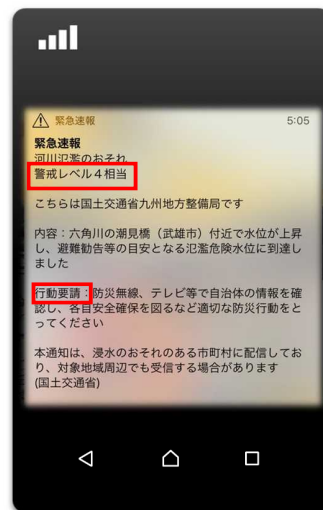 緊急速報 5:05
緊急速報
河川氾濫のおそれ
警戒レベル4相当
こちらは国土交通省九州地方整備局です
内容：六角川の潮見橋（武雄市）付近で水位が上昇
し、避難勧告等の目安となる氾濫危険水位に到達し
ました
行動要請：防災無線、テレビ等で自治体の情報を確
認し、各自安全確保を図るなど適切な防災行動をと
ってください
本通知は、浸水のおそれのある市町村に配信してお
り、対象地域周辺でも受信する場合があります
(国土交通省)